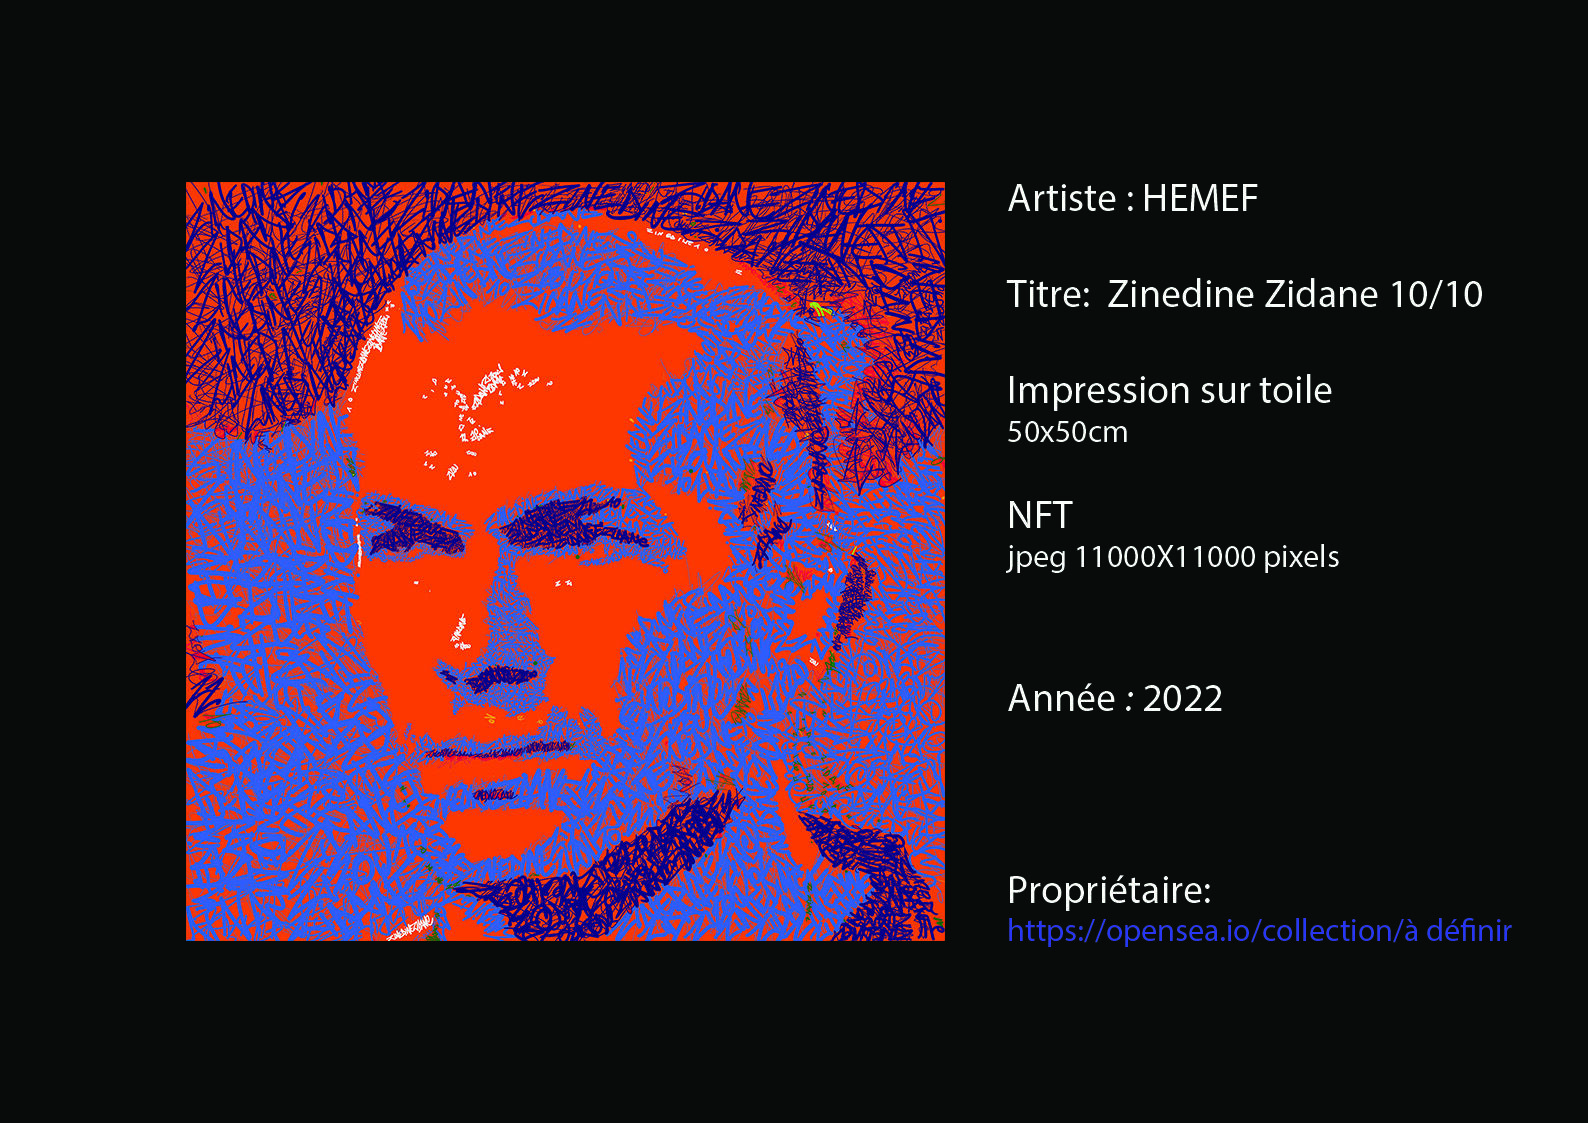 Artiste : HEMEF
Titre: Zinedine Zidane 10/10
Impression sur toile
50x50cm
NFT
jpeg 11000X11000 pixels
Année : 2022
Propriétaire:
https://opensea.io/collection/à définir